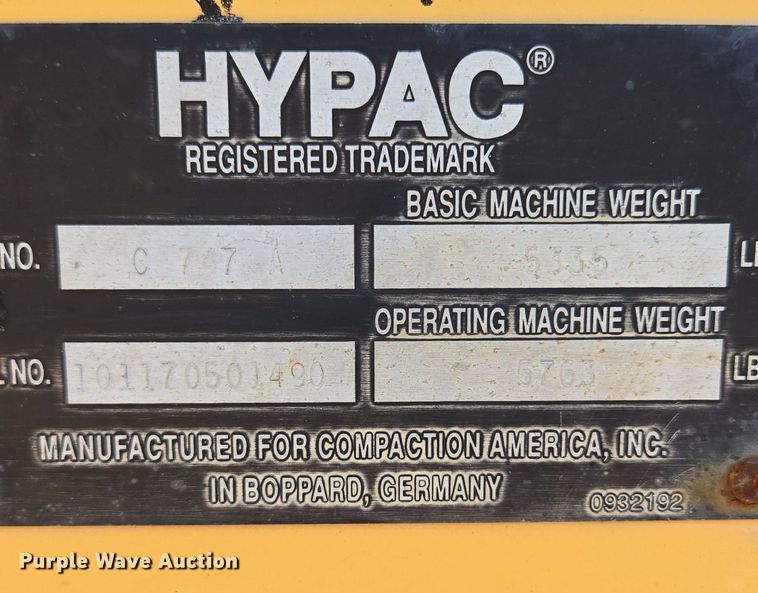 HYPAC®
REGISTERED TRADEMARK
BASIC MACHINE WEIGHT
NO. C 747 A 5335
OPERATING MACHINE WEIGHT
NO. 101170501490 5763 LB
MANUFACTURED FOR COMPACTION AMERICA, INC.
IN BOPPARD, GERMANY
0932192
Purple Wave Auction